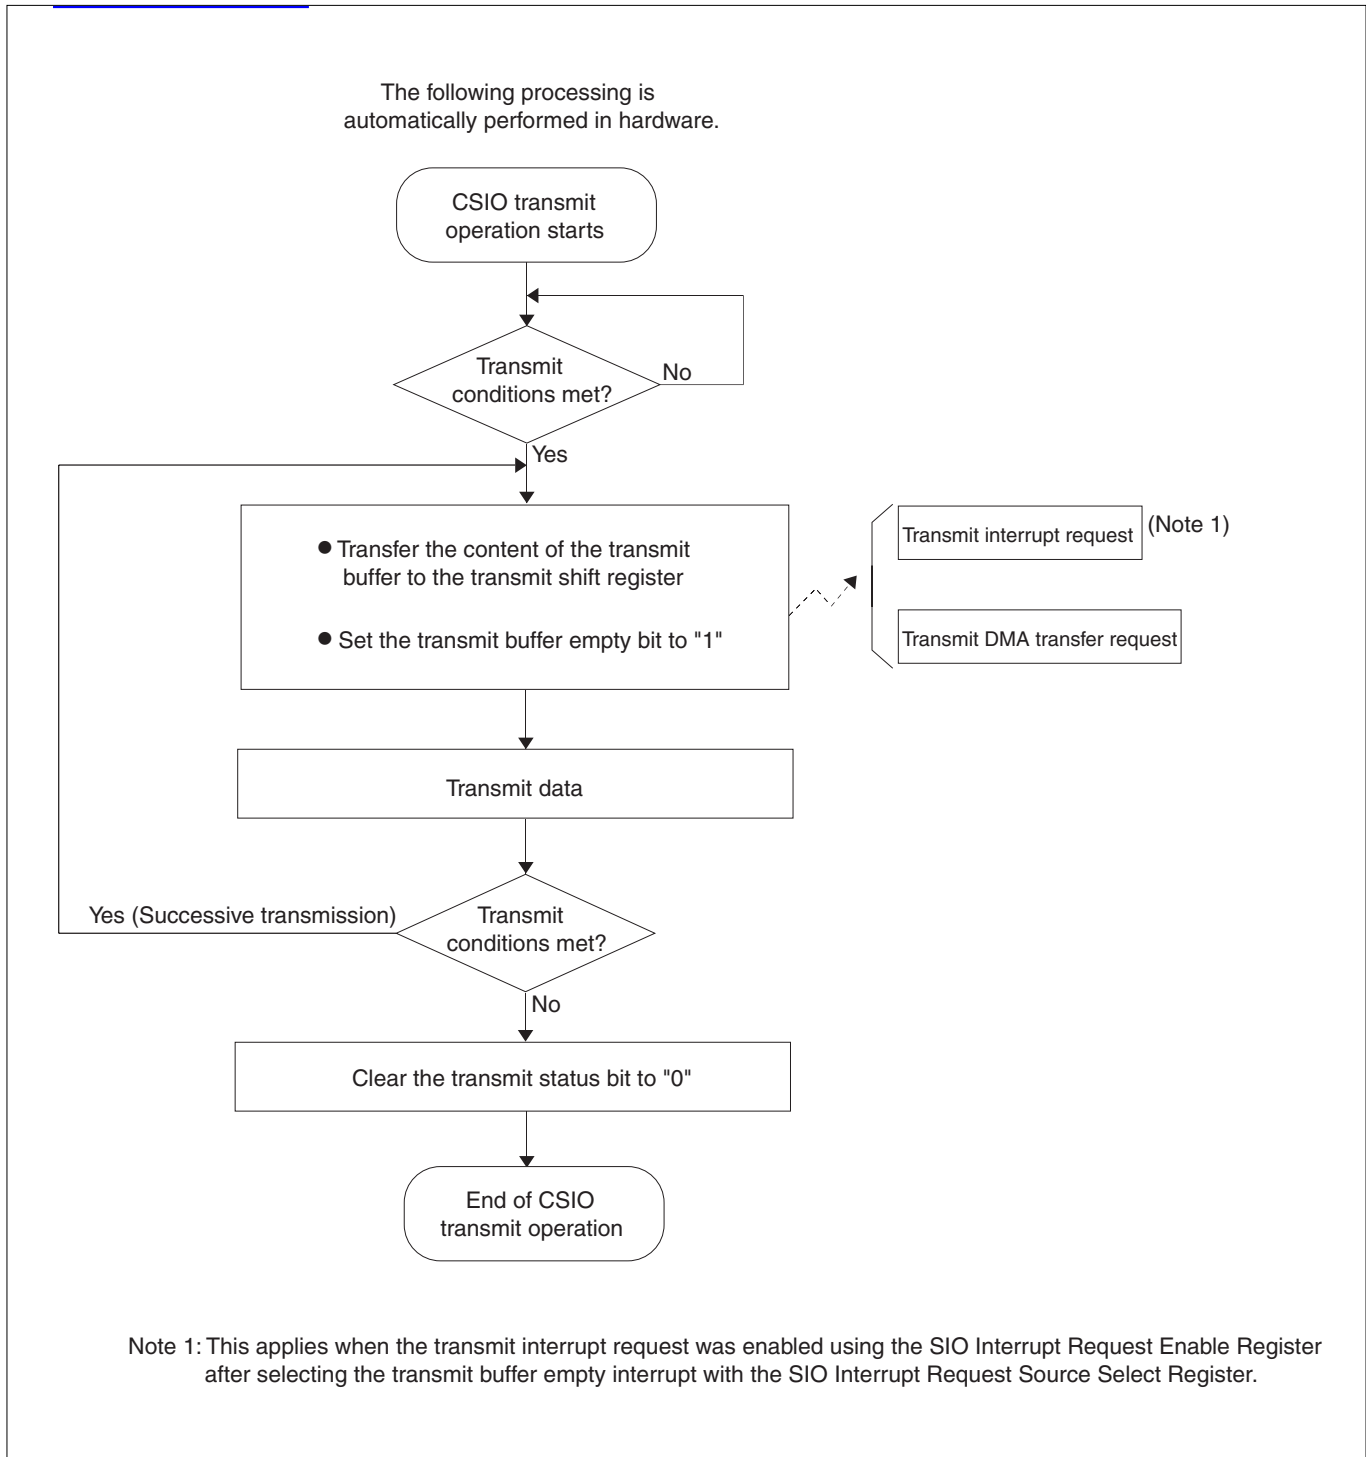 The following processing is
automatically performed in hardware.
CSIO transmit
operation starts
Transmit
conditions met?
No
Yes
● Transfer the content of the transmit
buffer to the transmit shift register
● Set the transmit buffer empty bit to "1"
Transmit interrupt request
(Note 1)
Transmit DMA transfer request
Transmit data
Yes (Successive transmission)
Transmit
conditions met?
No
Clear the transmit status bit to "0"
End of CSIO
transmit operation
Note 1: This applies when the transmit interrupt request was enabled using the SIO Interrupt Request Enable Register
after selecting the transmit buffer empty interrupt with the SIO Interrupt Request Source Select Register.